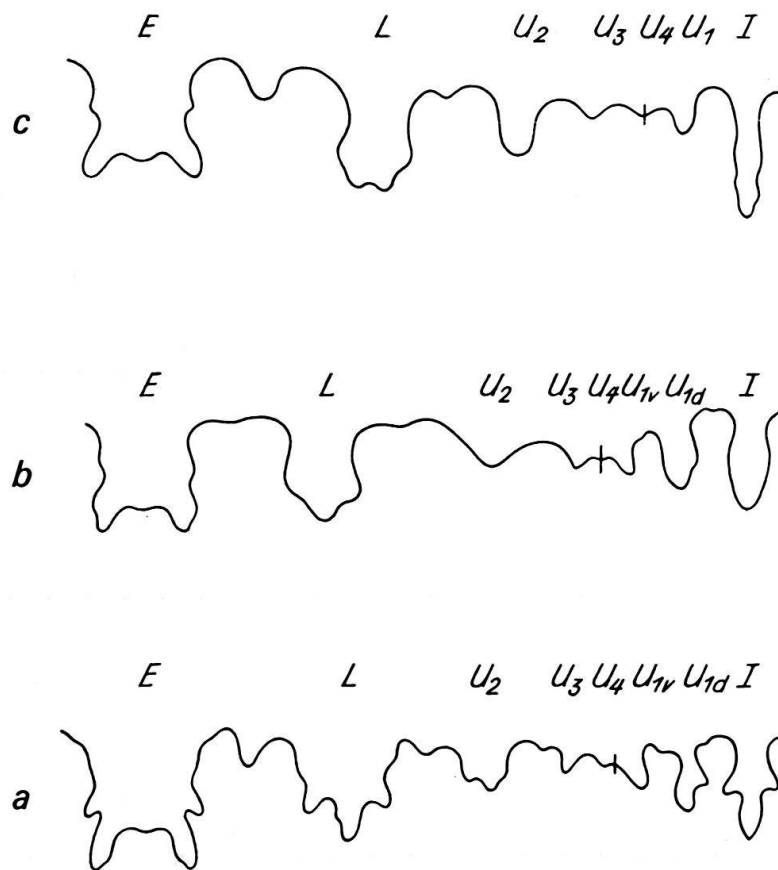 E L U₂ U₃ U₄ U₁ I
c
E L U₂ U₃ U₄ U₁ᵥ U₁d I
b
E L U₂ U₃ U₄ U₁ᵥ U₁d I
a